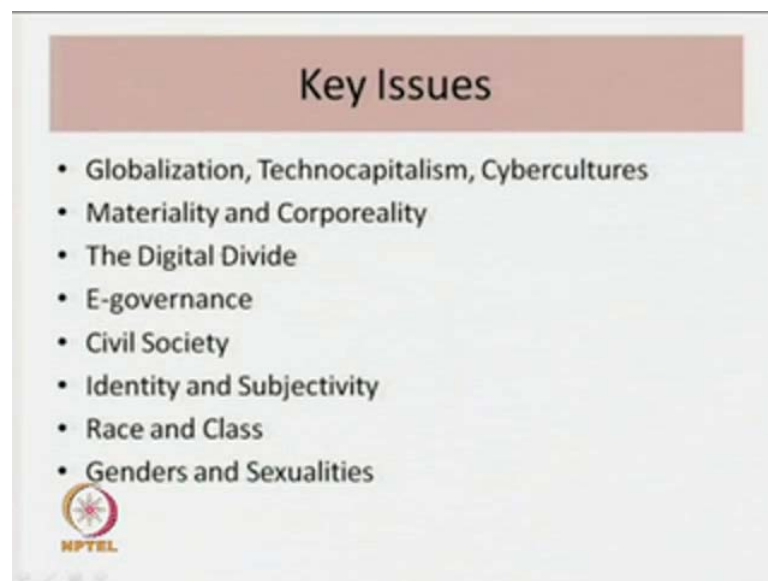 Key Issues
• Globalization, Technocapitalism, Cybercultures
• Materiality and Corporeality
• The Digital Divide
• E-governance
• Civil Society
• Identity and Subjectivity
• Race and Class
• Genders and Sexualities
NPTEL